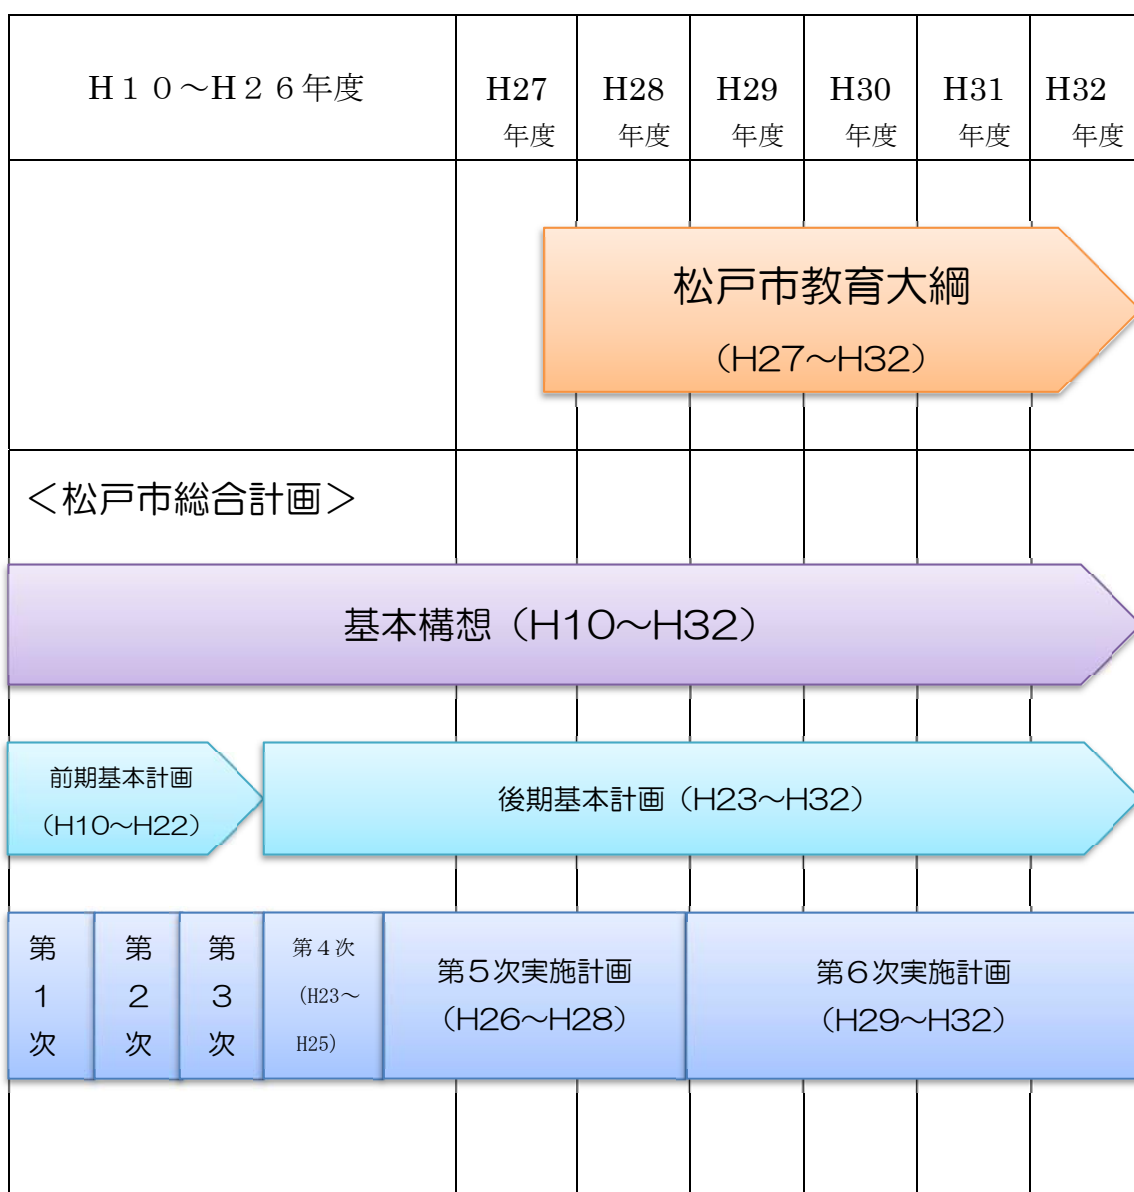 H１０～H２６年度
H27
年度
H28
年度
H29
年度
H30
年度
H31
年度
H32
年度
松戸市教育大綱
（H27～H32）
＜松戸市総合計画＞
基本構想（H10～H32）
前期基本計画
（H10～H22）
後期基本計画（H23～H32）
第
１
次
第
２
次
第
３
次
第４次
（H23～
H25）
第５次実施計画
（H26～H28）
第６次実施計画
（H29～H32）